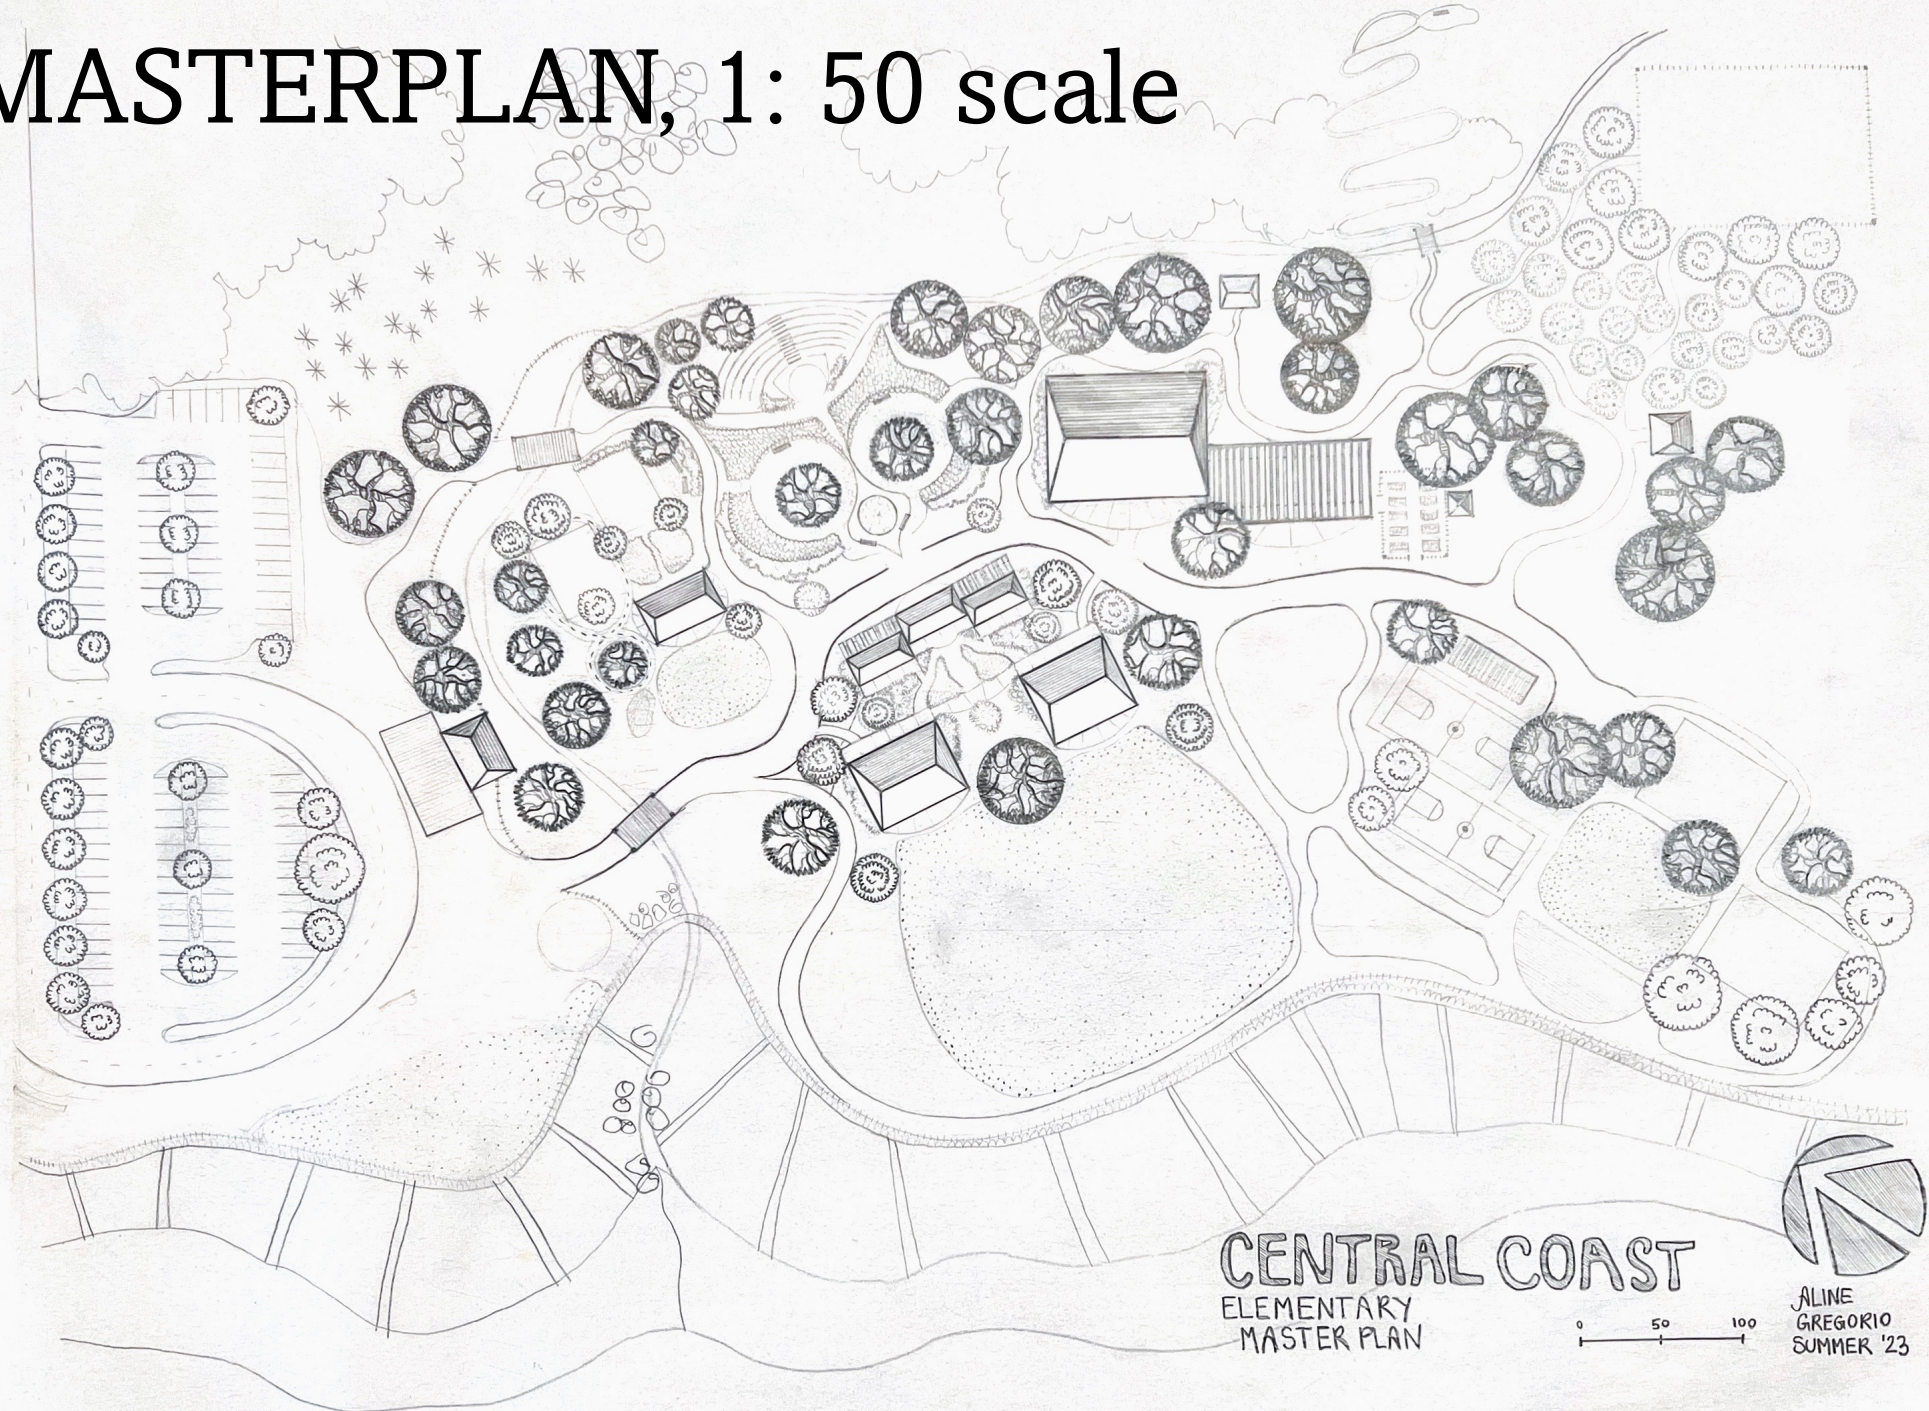 MASTERPLAN, 1: 50 scale
CENTRAL COAST
ELEMENTARY
MASTER PLAN
0 50 100
ALINE
GREGORIO
SUMMER '23